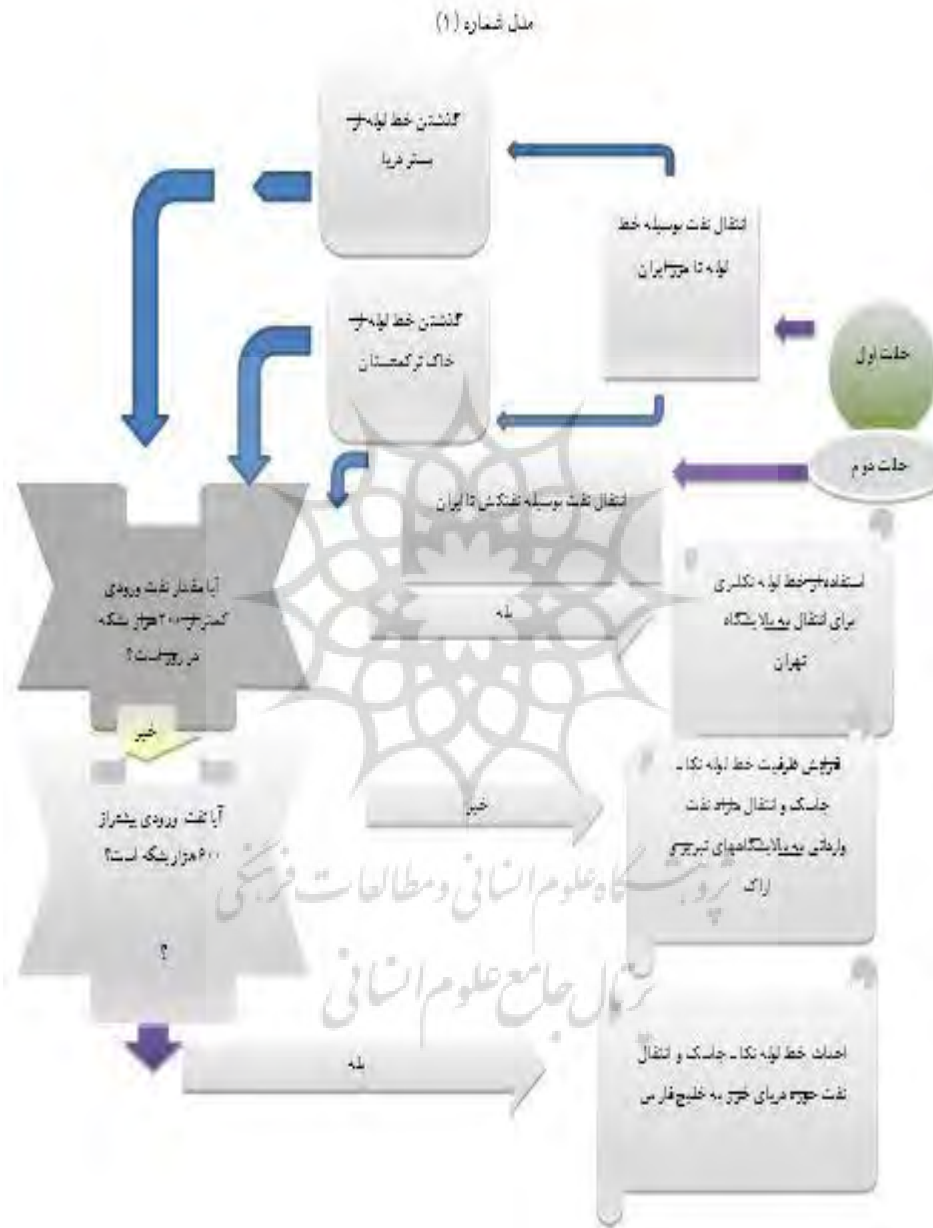 مدل شماره (۱)
گذشتن خط لوله از
بستر دریا
انتقال نفت بوسیله خط
لوله تا مرز ایران
گذشتن خط لوله از
خاک ترکمنستان
حالت اول
حالت دوم
انتقال نفت بوسیله نفتکش تا ایران
استفاده از خط لوله نکا_ری
برای انتقال به پالایشگاه
تهران
بله
آیا مقدار نفت ورودی
کمتر از ۲۰۰ هزار بشکه
در روز است؟
خیر
فزایش ظرفیت خط لوله نکا _
جاسک و انتقال مازاد نفت
وارداتی به پالایشگاههای تبریز و
اراک
خیر
آیا نفت ورودی بیشتر از
۶۰۰ هزار بشکه است؟
؟
پژوهشگاه علوم انسانی و مطالعات فرهنگی
پرتال جامع علوم انسانی
احداث خط لوله نکا _ جاسک و انتقال
نفت حوزه دریای خزر به خلیج فارس
بله